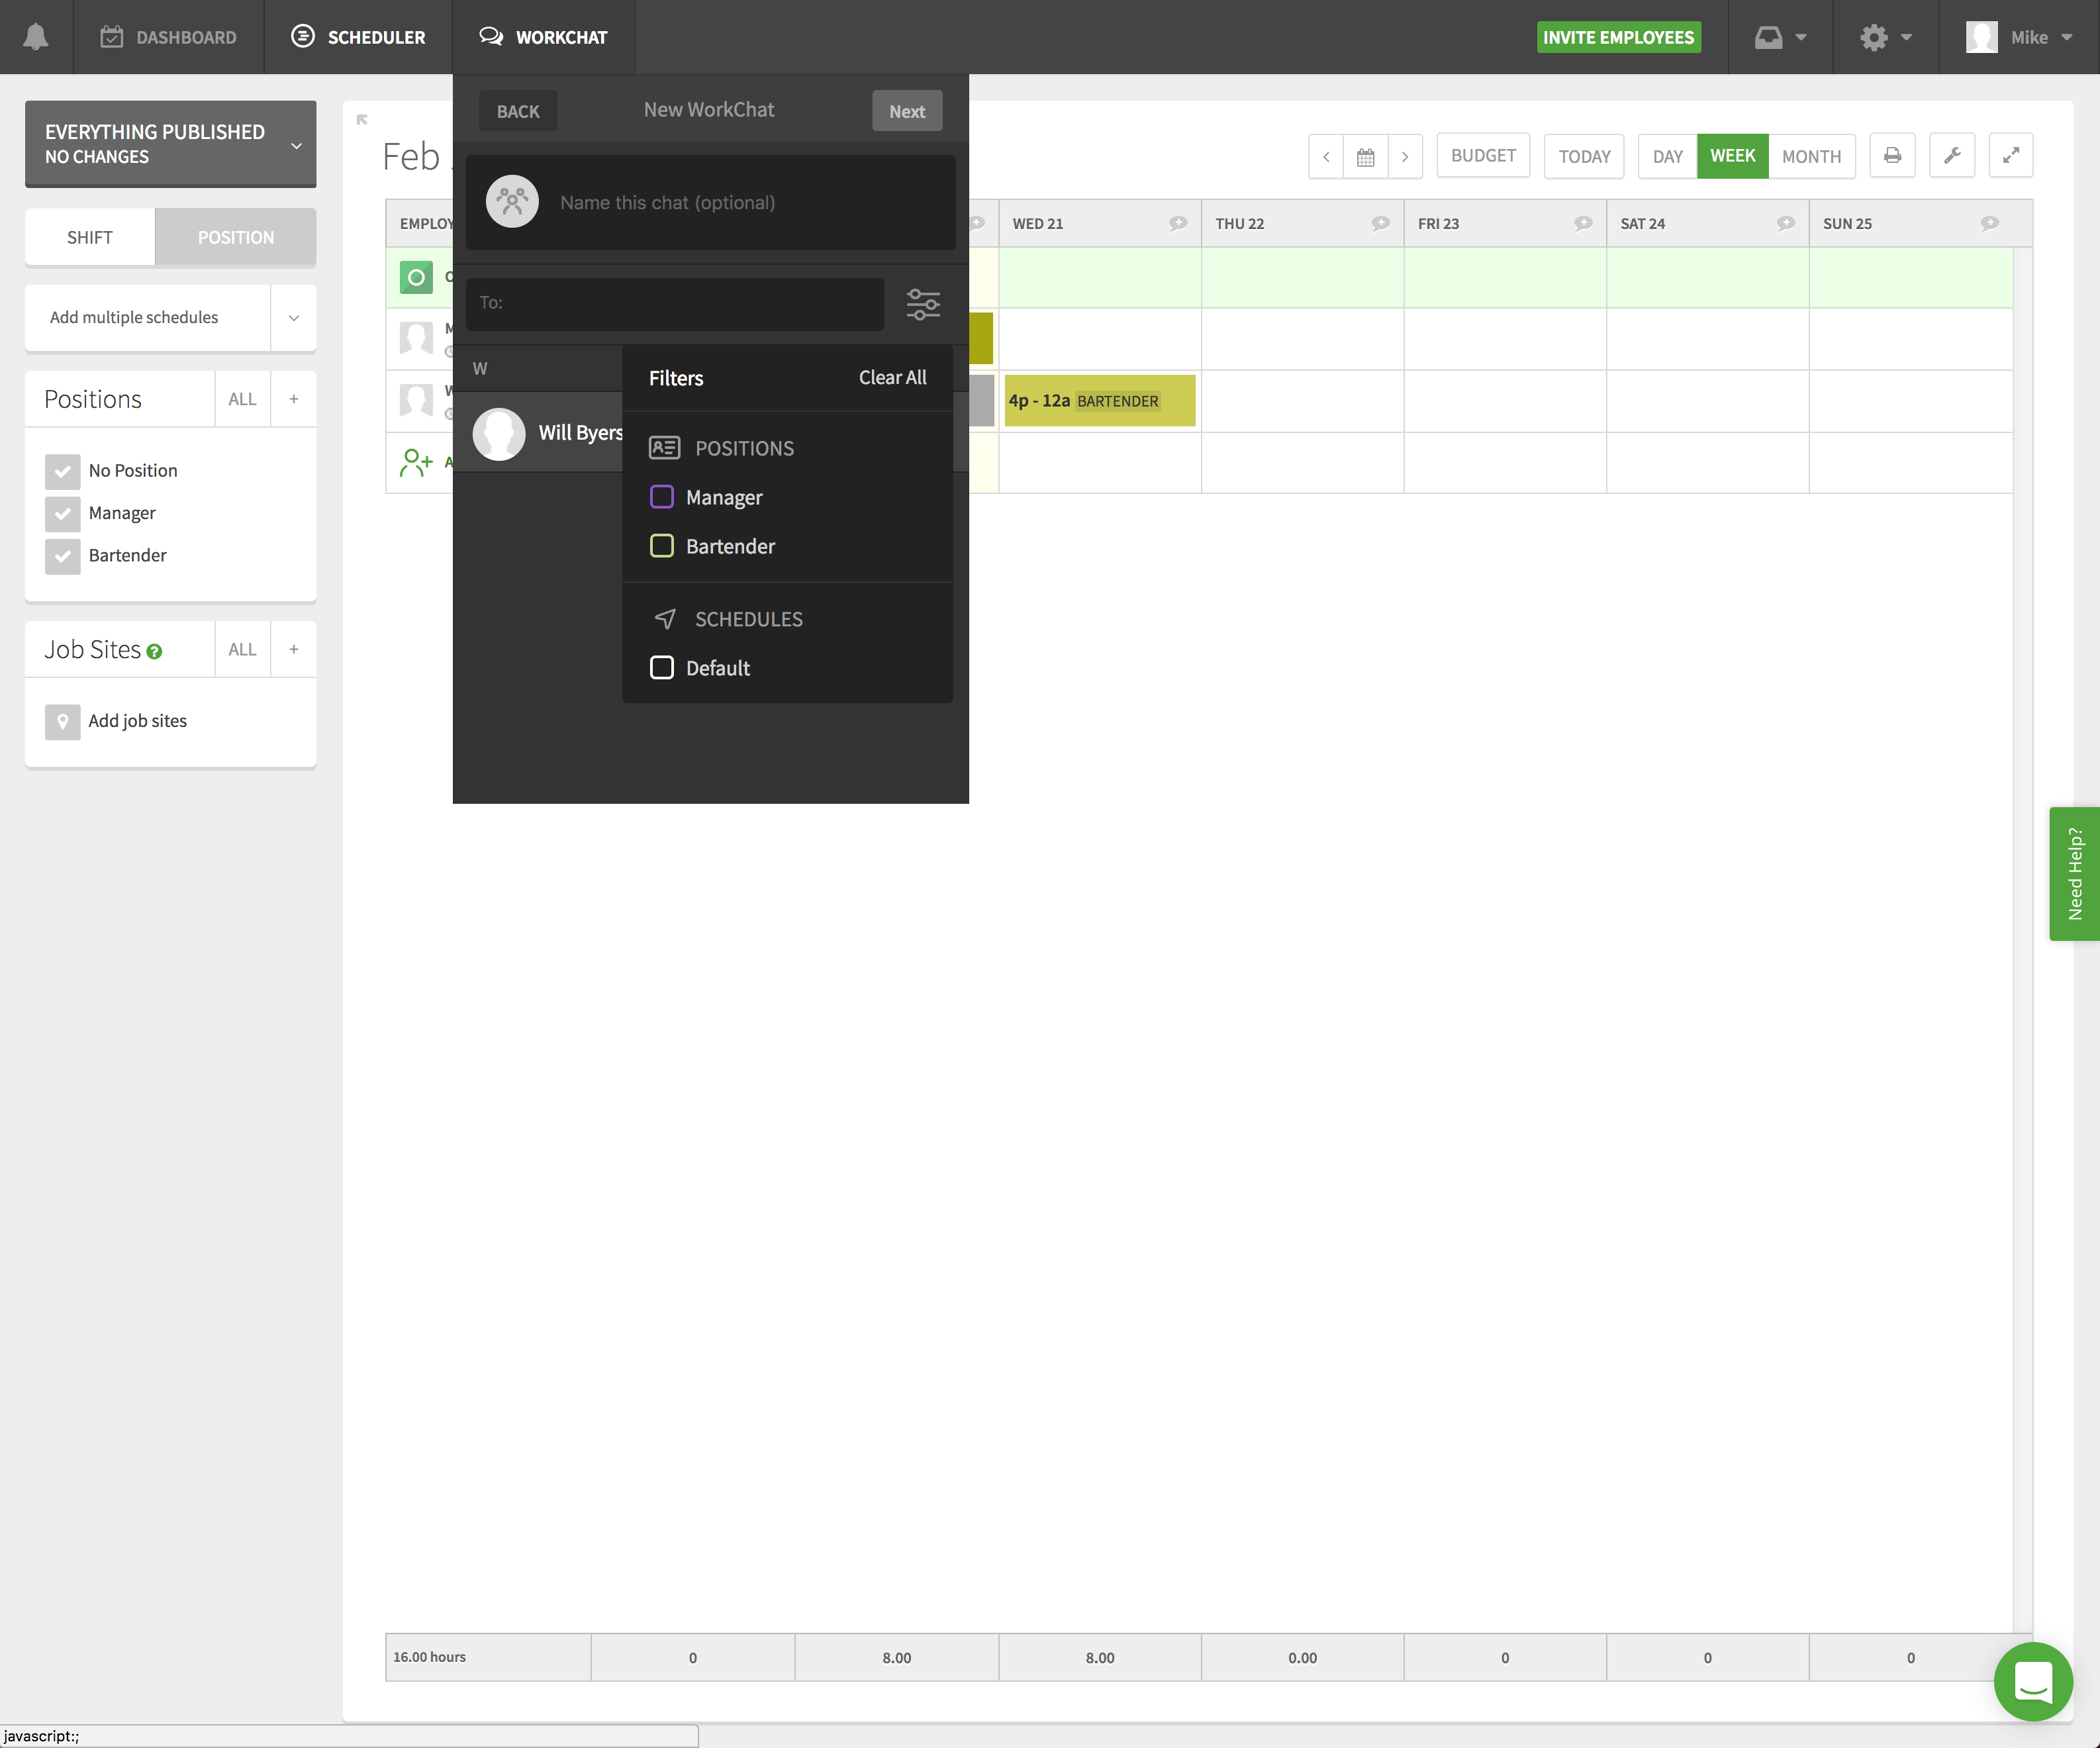 DASHBOARD
SCHEDULER
WORKCHAT
INVITE EMPLOYEES
Mike
EVERYTHING PUBLISHED
NO CHANGES
SHIFT
POSITION
Add multiple schedules
Positions
ALL
+
No Position
Manager
Bartender
Job Sites
?
ALL
+
Add job sites
BACK
New WorkChat
Next
Name this chat (optional)
To:
W
Will Byers
Filters
Clear All
POSITIONS
Manager
Bartender
SCHEDULES
Default
Feb
BUDGET
TODAY
DAY
WEEK
MONTH
EMPLOY
WED 21
THU 22
FRI 23
SAT 24
SUN 25
4p - 12a BARTENDER
16.00 hours
0
8.00
8.00
0.00
0
0
0
Need Help?
javascript:;